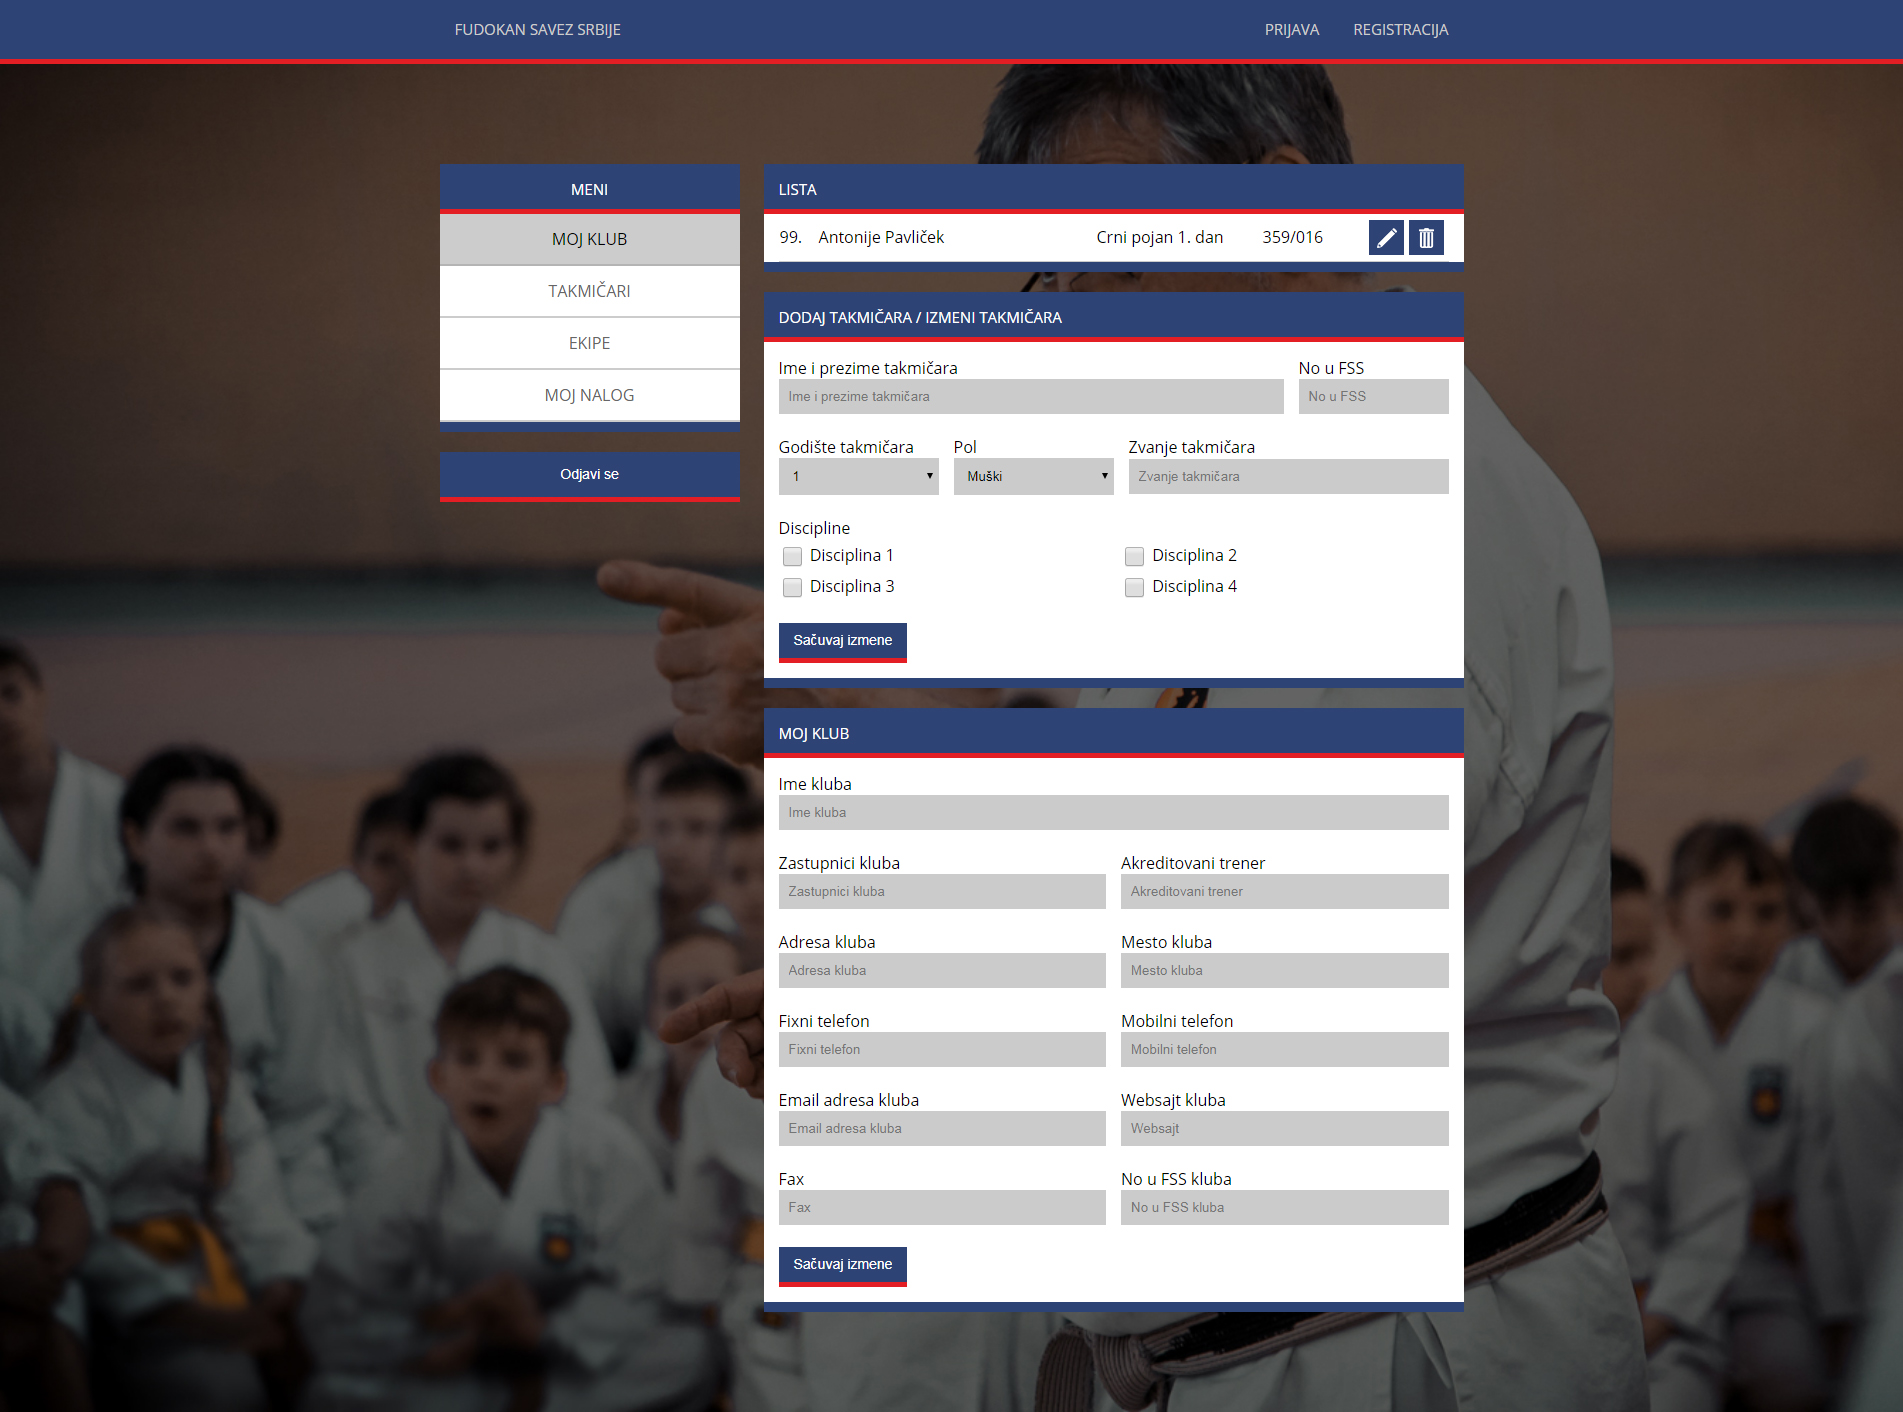 FUDOKAN SAVEZ SRBIJE PRIJAVA REGISTRACIJA
MENI
MOJ KLUB
TAKMIČARI
EKIPE
MOJ NALOG
Odjavi se
LISTA
99. Antonije Pavliček Crni pojan 1. dan 359/016
DODAJ TAKMIČARA / IZMENI TAKMIČARA
Ime i prezime takmičara No u FSS
Ime i prezime takmičara No u FSS
Godište takmičara Pol Zvanje takmičara
1 Muški Zvanje takmičara
Discipline
Disciplina 1 Disciplina 2
Disciplina 3 Disciplina 4
Sačuvaj izmene
MOJ KLUB
Ime kluba
Ime kluba
Zastupnici kluba Akreditovani trener
Zastupnici kluba Akreditovani trener
Adresa kluba Mesto kluba
Adresa kluba Mesto kluba
Fixni telefon Mobilni telefon
Fixni telefon Mobilni telefon
Email adresa kluba Websajt kluba
Email adresa kluba Websajt
Fax No u FSS kluba
Fax No u FSS kluba
Sačuvaj izmene